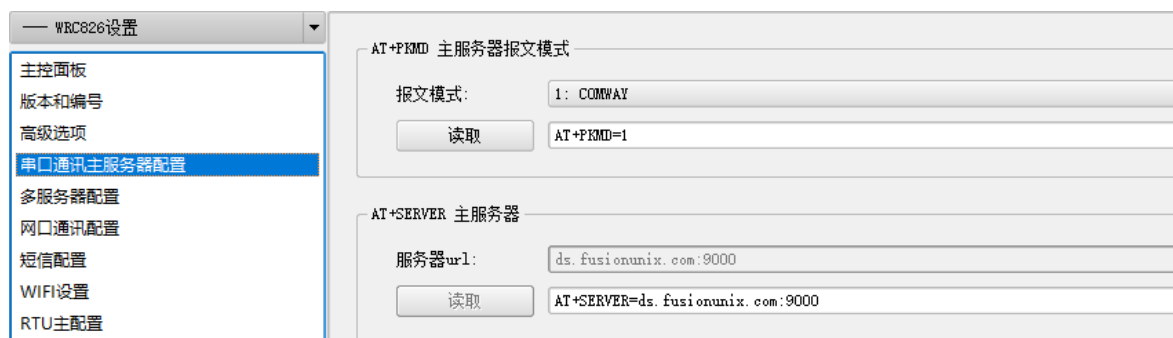 ── WRC826设置
主控面板
版本和编号
高级选项
串口通讯主服务器配置
多服务器配置
网口通讯配置
短信配置
WIFI设置
RTU主配置
AT+PKMD 主服务器报文模式
报文模式:
1: COMWAY
读取
AT+PKMD=1
AT+SERVER 主服务器
服务器url:
ds.fusionunix.com:9000
读取
AT+SERVER=ds.fusionunix.com:9000